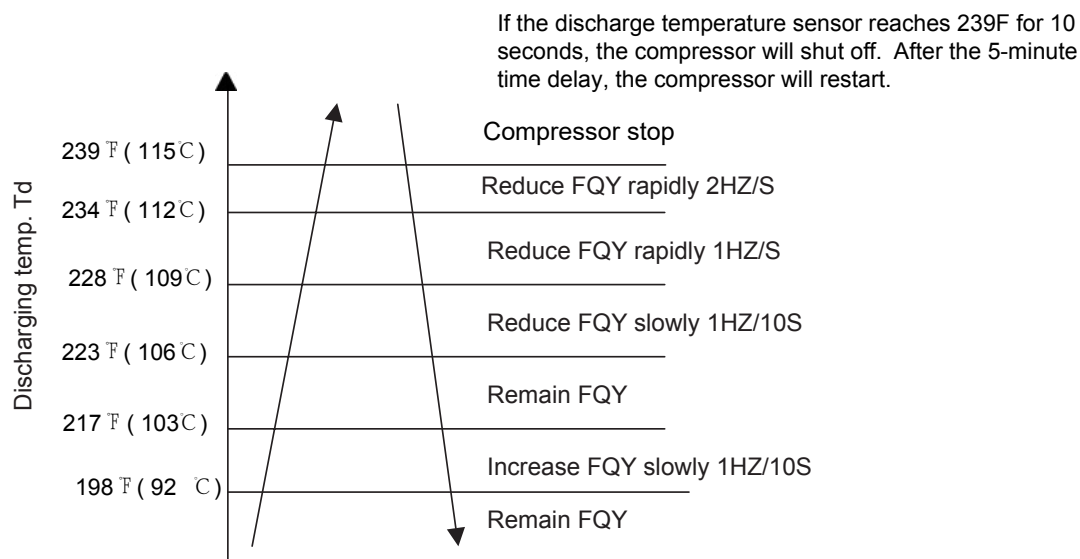 If the discharge temperature sensor reaches 239F for 10
seconds, the compressor will shut off.  After the 5-minute
time delay, the compressor will restart.
Compressor stop
239 ℉ ( 115℃ )
Reduce FQY rapidly 2HZ/S
234 ℉ ( 112℃ )
Reduce FQY rapidly 1HZ/S
228 ℉ ( 109℃ )
Reduce FQY slowly 1HZ/10S
223 ℉ ( 106℃ )
Remain FQY
217 ℉ ( 103℃ )
Increase FQY slowly 1HZ/10S
198 ℉ ( 92  ℃ )
Remain FQY
Discharging temp. Td